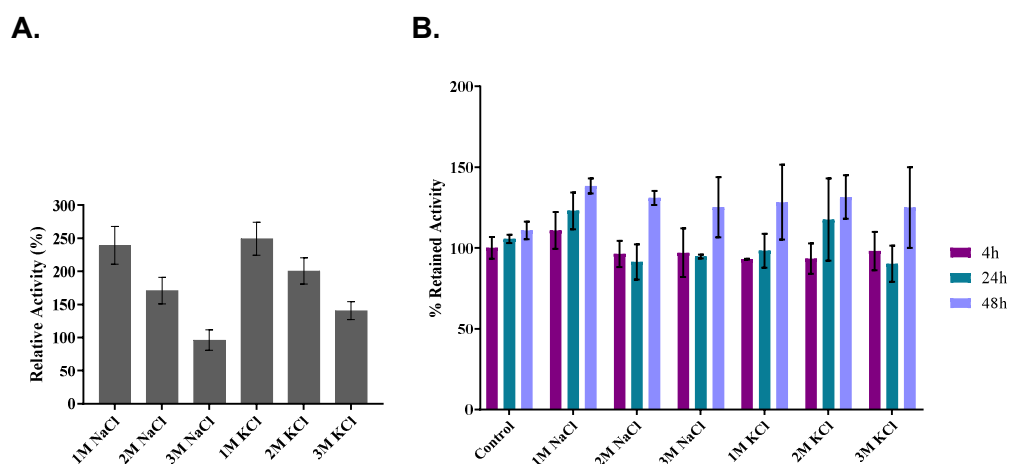 A.
B.
Relative Activity (%)
300
250
200
150
100
50
0
1M NaCl
2M NaCl
3M NaCl
1M KCl
2M KCl
3M KCl
% Retained Activity
200
150
100
50
0
Control
1M NaCl
2M NaCl
3M NaCl
1M KCl
2M KCl
3M KCl
4h
24h
48h